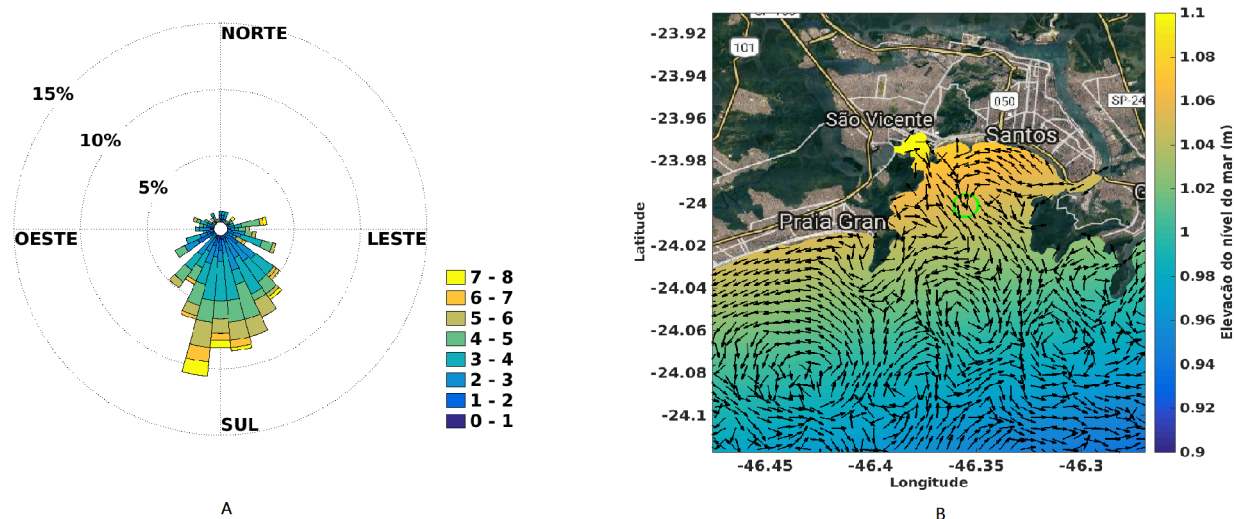 NORTE
15%
10%
5%
OESTE
LESTE
SUL
7 - 8
6 - 7
5 - 6
4 - 5
3 - 4
2 - 3
1 - 2
0 - 1
A
-23.92
-23.94
-23.96
-23.98
-24
-24.02
-24.04
-24.06
-24.08
-24.1
Latitude
101
050
SP-24
São Vicente
Santos
Praia Gran
G
-46.45
-46.4
-46.35
-46.3
Longitude
1.1
1.08
1.06
1.04
1.02
1
0.98
0.96
0.94
0.92
0.9
Elevacão do nível do mar (m)
B